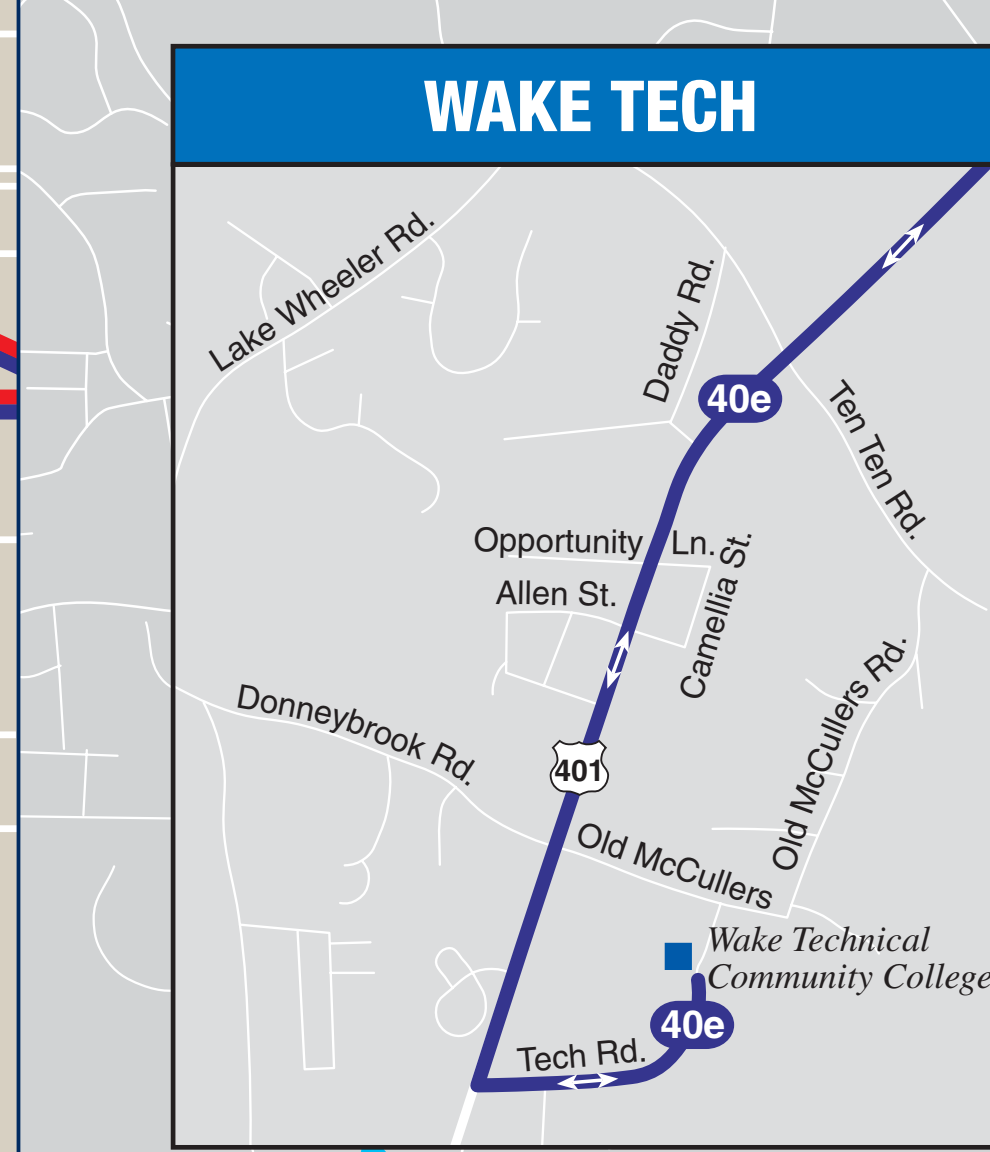 WAKE TECH
Lake Wheeler Rd.
Daddy Rd.
40e
Ten Ten Rd.
Opportunity Ln.
Camellia St.
Allen St.
Old McCullers Rd.
Donneybrook Rd.
401
Old McCullers
Wake Technical
Community College
40e
Tech Rd.